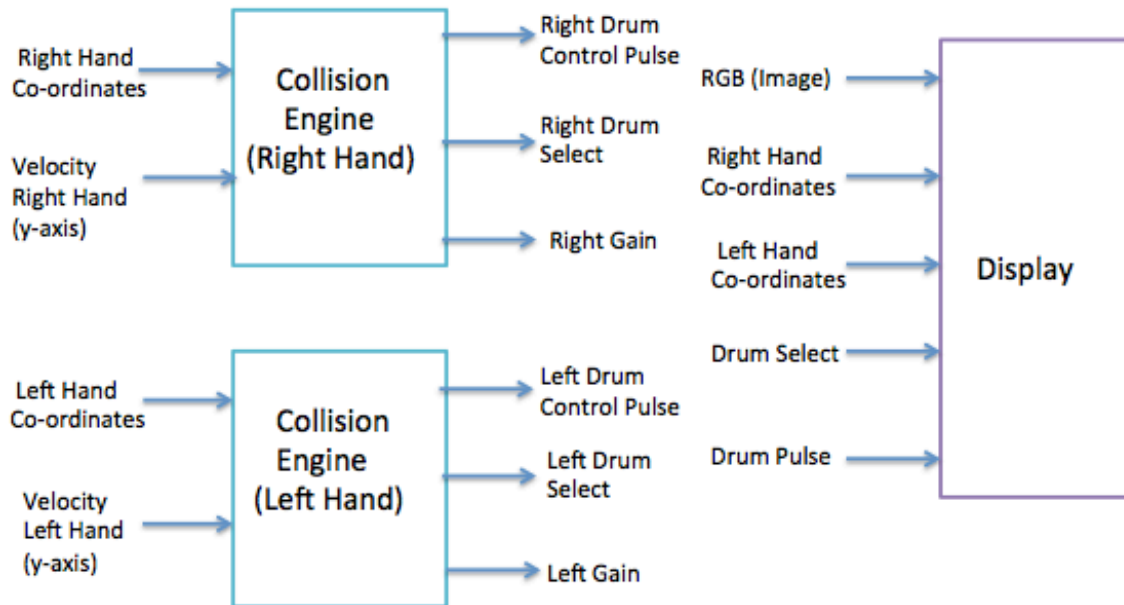 Right Hand
Co-ordinates
Velocity
Right Hand
(y-axis)
Collision
Engine
(Right Hand)
Right Drum
Control Pulse
Right Drum
Select
Right Gain
Left Hand
Co-ordinates
Velocity
Left Hand
(y-axis)
Collision
Engine
(Left Hand)
Left Drum
Control Pulse
Left Drum
Select
Left Gain
RGB (Image)
Right Hand
Co-ordinates
Left Hand
Co-ordinates
Drum Select
Drum Pulse
Display